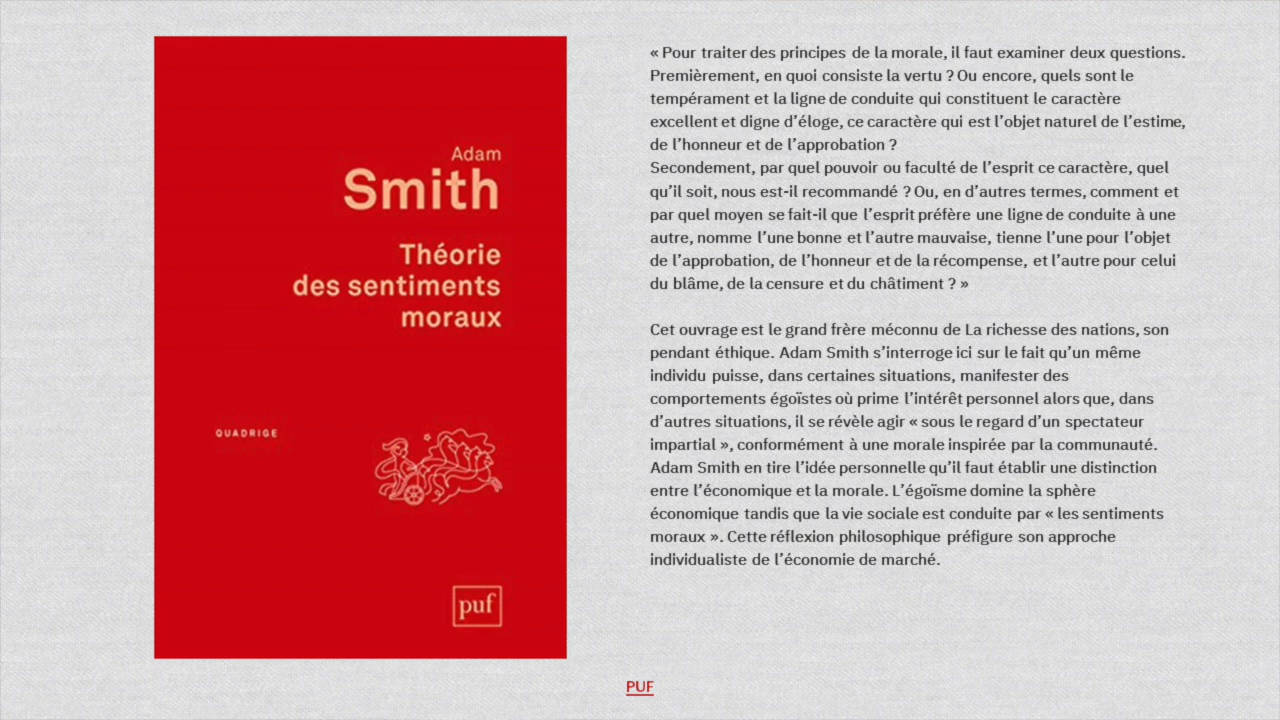 Adam
Smith
Théorie
des sentiments
moraux
QUADRIGE
puf
« Pour traiter des principes de la morale, il faut examiner deux questions.
Premièrement, en quoi consiste la vertu ? Ou encore, quels sont le
tempérament et la ligne de conduite qui constituent le caractère
excellent et digne d’éloge, ce caractère qui est l’objet naturel de l’estime,
de l’honneur et de l’approbation ?
Secondement, par quel pouvoir ou faculté de l’esprit ce caractère, quel
qu’il soit, nous est-il recommandé ? Ou, en d’autres termes, comment et
par quel moyen se fait-il que l’esprit préfère une ligne de conduite à une
autre, nomme l’une bonne et l’autre mauvaise, tienne l’une pour l’objet
de l’approbation, de l’honneur et de la récompense, et l’autre pour celui
du blâme, de la censure et du châtiment ? »
Cet ouvrage est le grand frère méconnu de La richesse des nations, son
pendant éthique. Adam Smith s’interroge ici sur le fait qu’un même
individu puisse, dans certaines situations, manifester des
comportements égoïstes où prime l’intérêt personnel alors que, dans
d’autres situations, il se révèle agir « sous le regard d’un spectateur
impartial », conformément à une morale inspirée par la communauté.
Adam Smith en tire l’idée personnelle qu’il faut établir une distinction
entre l’économique et la morale. L’égoïsme domine la sphère
économique tandis que la vie sociale est conduite par « les sentiments
moraux ». Cette réflexion philosophique préfigure son approche
individualiste de l’économie de marché.
PUF